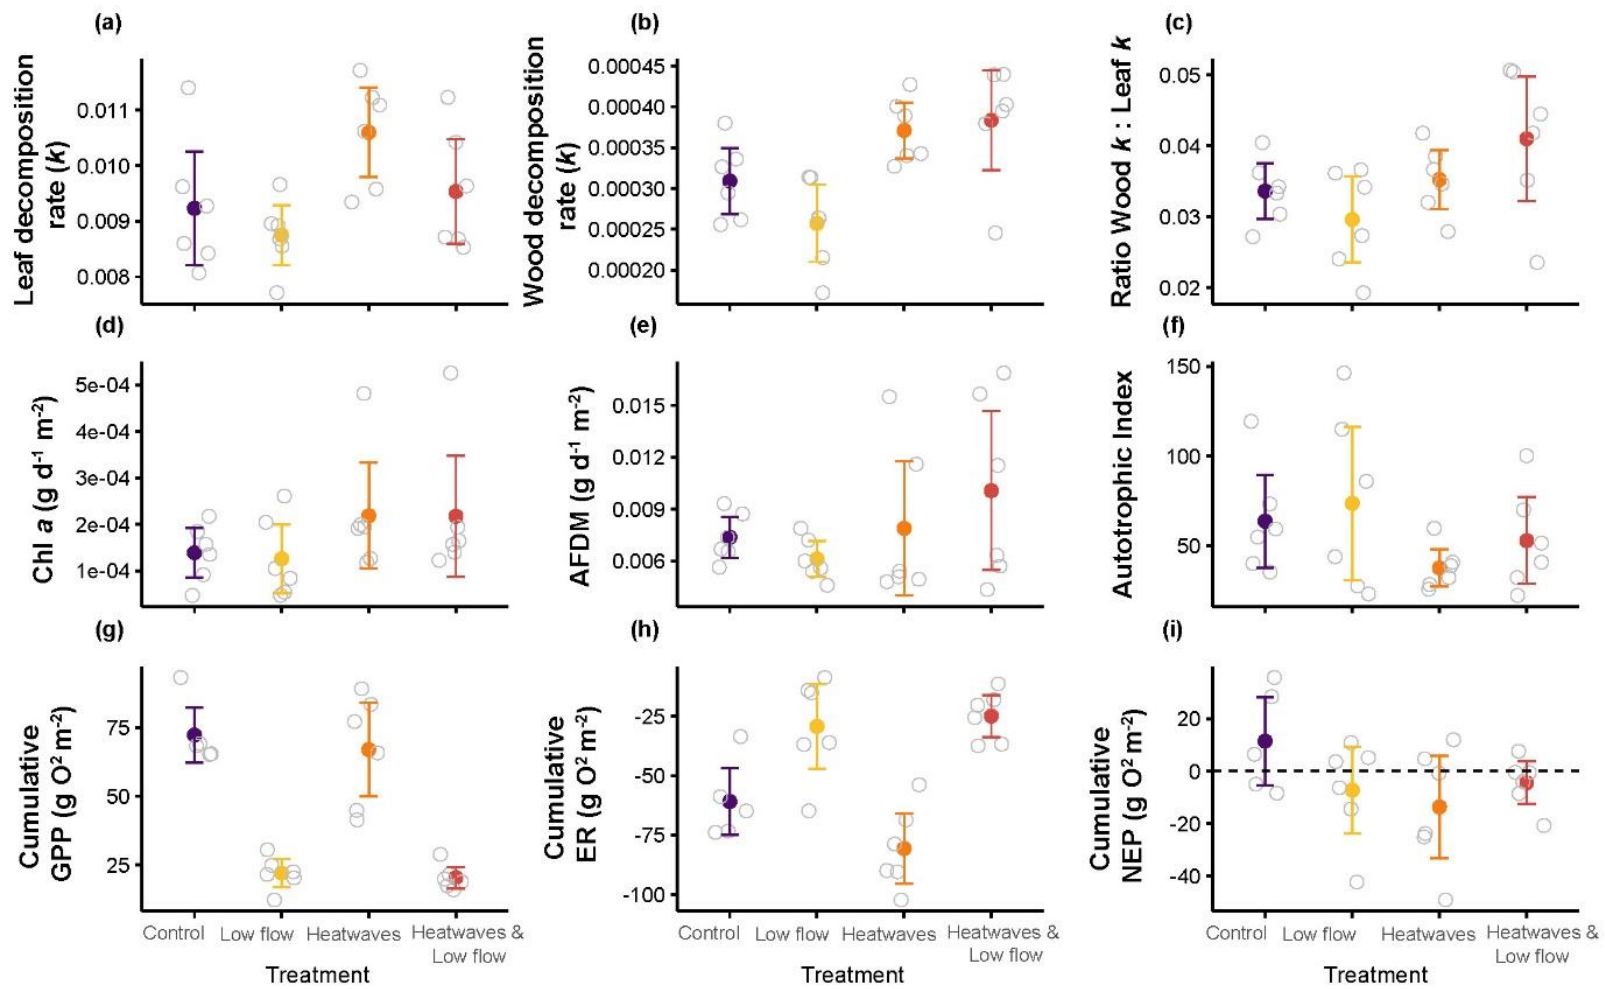 (a)
(b)
(c)
Leaf decomposition
rate (k)
0.011
0.010
0.009
0.008
Wood decomposition
rate (k)
0.00045
0.00040
0.00035
0.00030
0.00025
0.00020
Ratio Wood k : Leaf k
0.05
0.04
0.03
0.02
(d)
(e)
(f)
Chl a (g d-1 m-2)
5e-04
4e-04
3e-04
2e-04
1e-04
AFDM (g d-1 m-2)
0.015
0.012
0.009
0.006
Autotrophic Index
150
100
50
(g)
(h)
(i)
Cumulative
GPP (g O2 m-2)
75
50
25
Cumulative
ER (g O2 m-2)
-25
-50
-75
-100
Cumulative
NEP (g O2 m-2)
20
0
-20
-40
Control
Low flow
Heatwaves
Heatwaves &
Low flow
Treatment
Control
Low flow
Heatwaves
Heatwaves &
Low flow
Treatment
Control
Low flow
Heatwaves
Heatwaves &
Low flow
Treatment